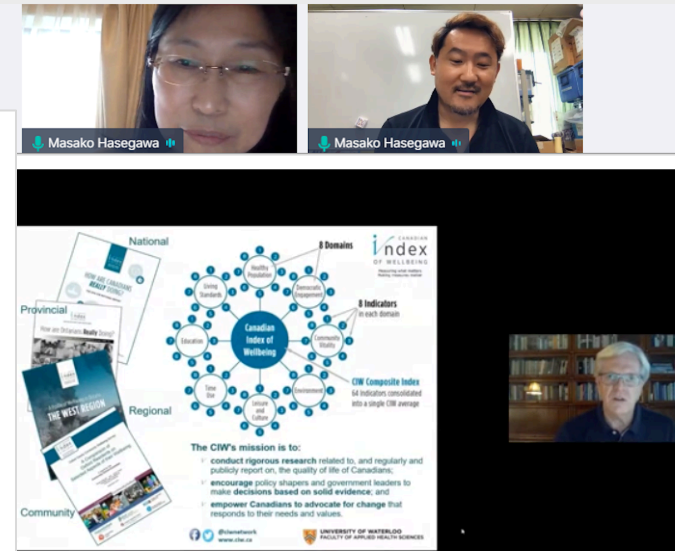 Masako Hasegawa
Masako Hasegawa
National
Provincial
Regional
Community
HOW ARE CANADIANS
REALLY DOING?
How are Ontarians Really Doing?
THE WEST REGION
8 Domains
CANADIAN
index
OF WELLBEING
Healthy
Population
Democratic
Engagement
Community
Vitality
Environment
Leisure
and
Culture
Time
Use
Education
Living
Standards
Canadian
Index of
Wellbeing
8 Indicators
in each domain
CIW Composite Index
64 indicators consolidated
into a single CIW average
The CIW's mission is to:
conduct rigorous research related to, and regularly and
publicly report on, the quality of life of Canadians;
encourage policy shapers and government leaders to
make decisions based on solid evidence; and
empower Canadians to advocate for change that
responds to their needs and values.
@ciwnetwork
www.ciw.ca
UNIVERSITY OF WATERLOO
FACULTY OF APPLIED HEALTH SCIENCES